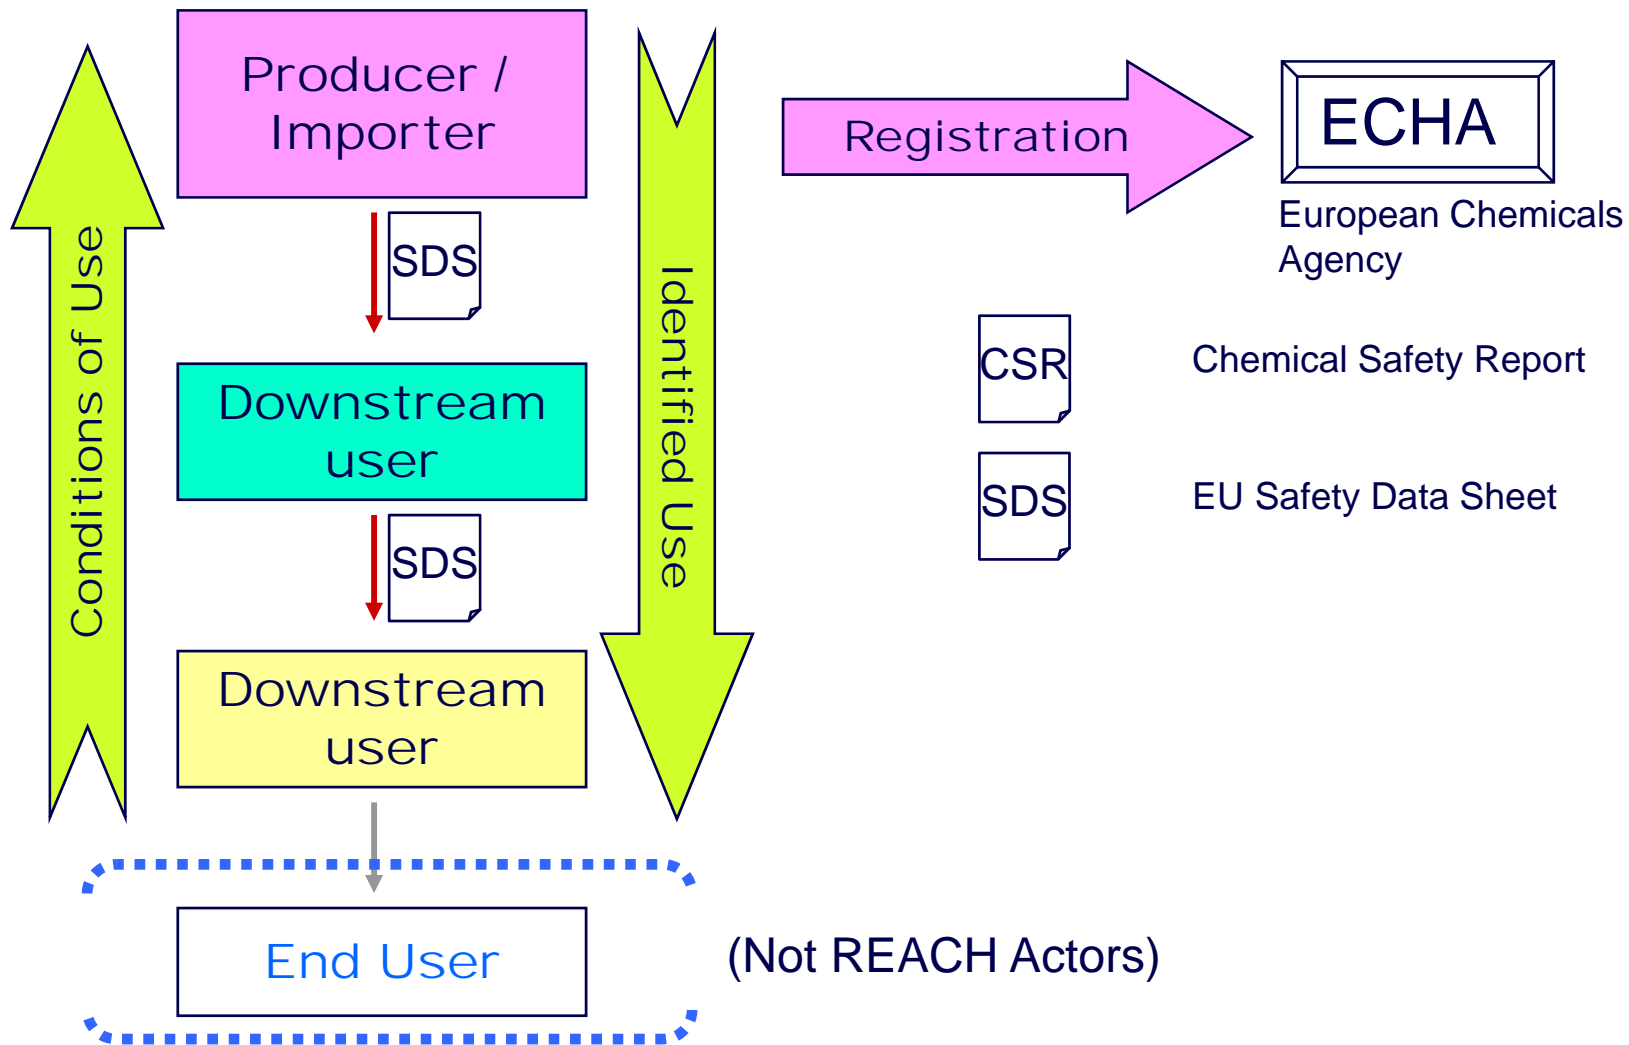 Producer /
Importer
Registration
ECHA
European Chemicals
Agency
SDS
Conditions of Use
Identified Use
CSR
Chemical Safety Report
Downstream
user
SDS
EU Safety Data Sheet
SDS
Downstream
user
End User
(Not REACH Actors)